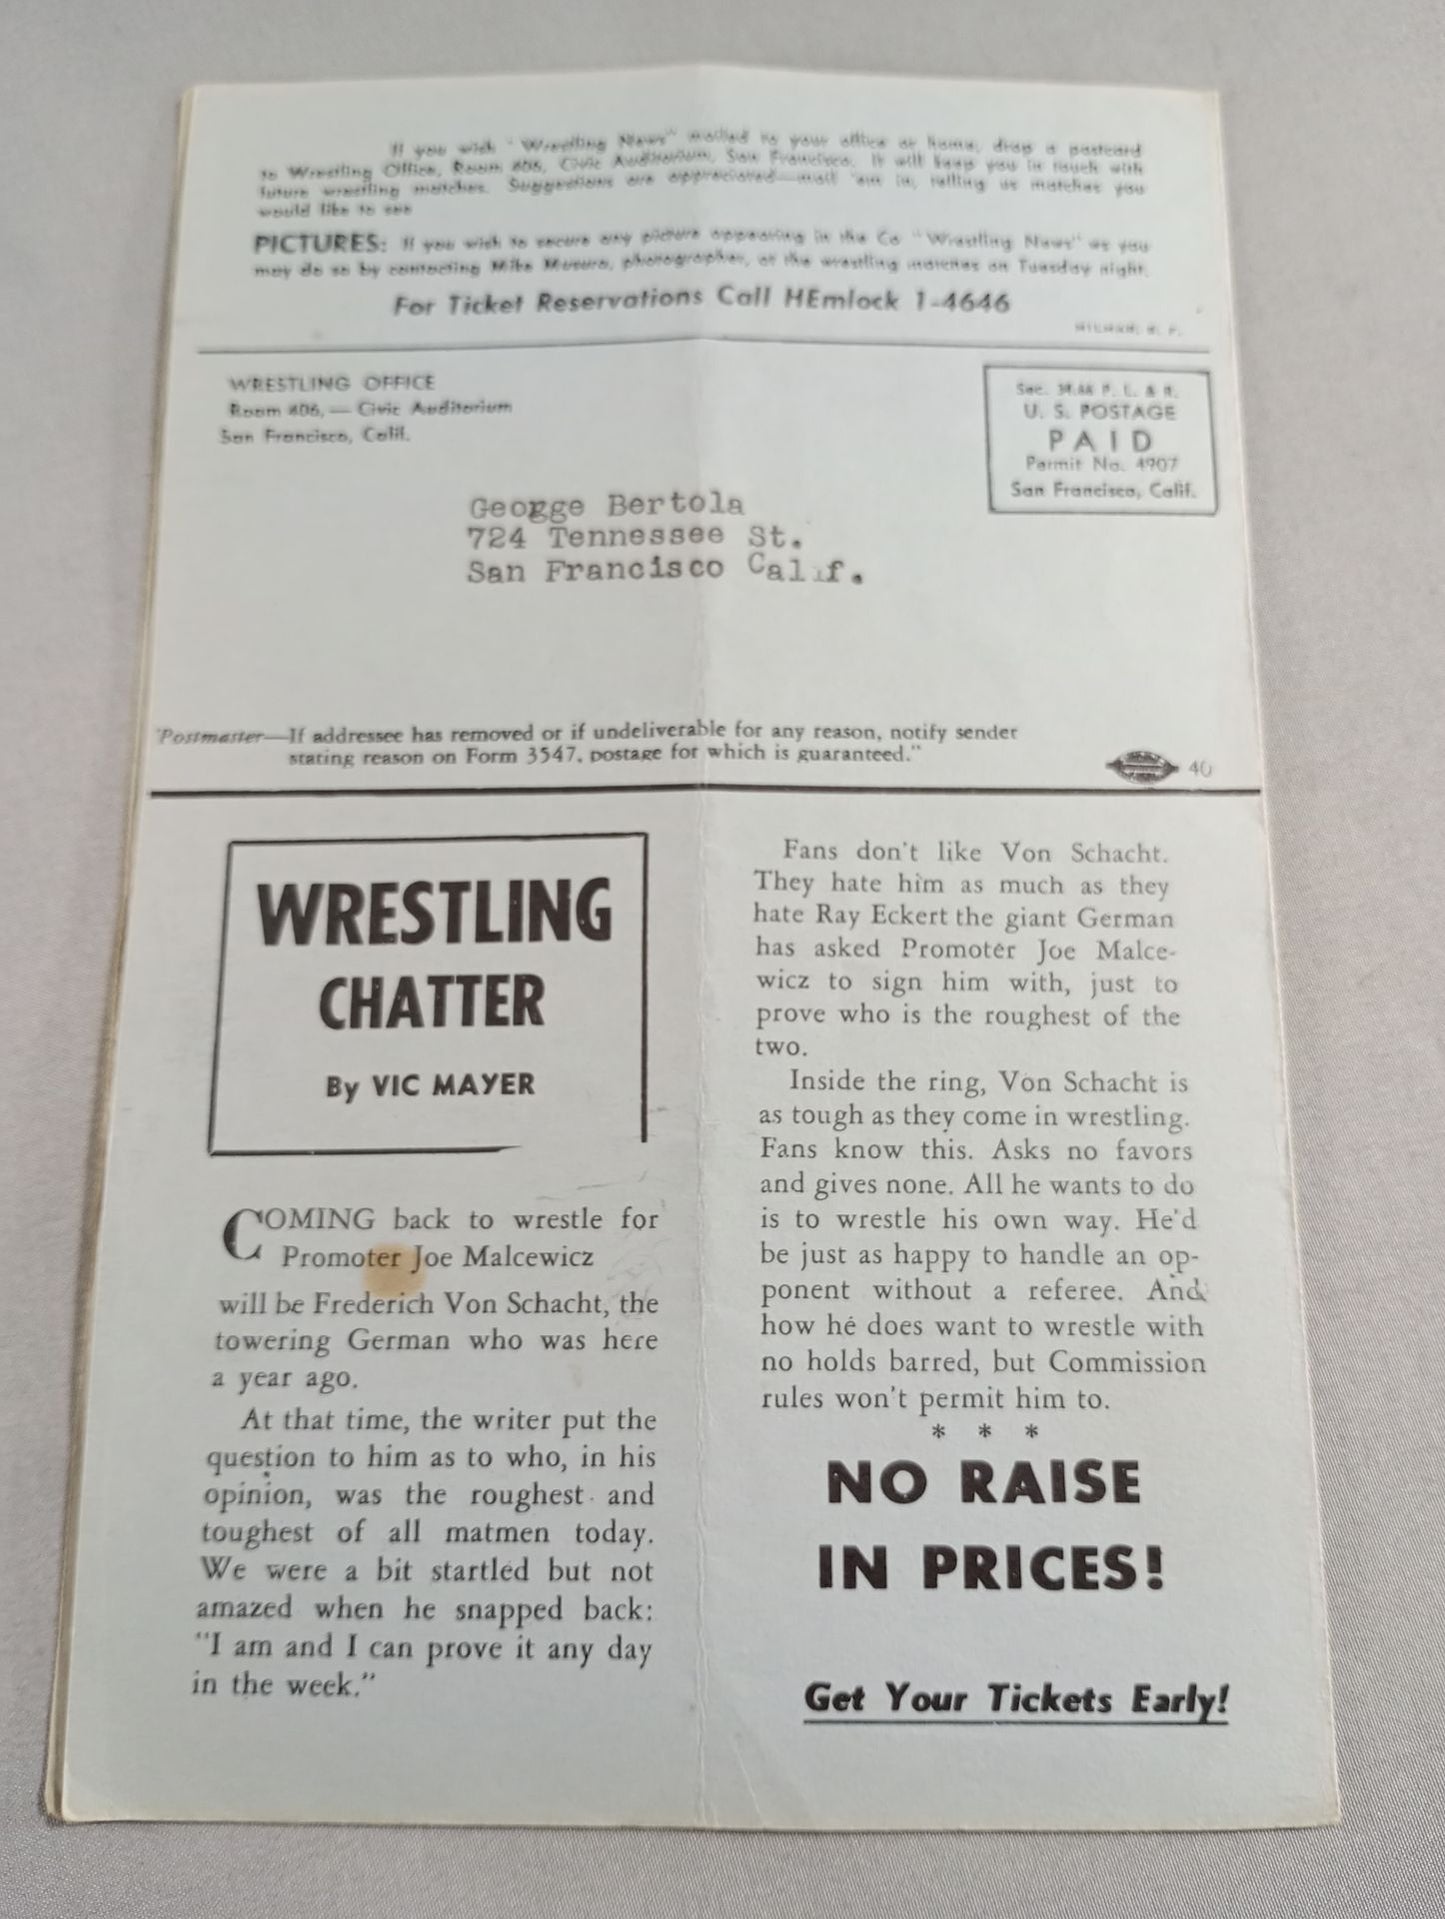 If you wish "Wrestling News" mailed to your office or home, drop a postcard
to Wrestling Office, Room 406, Civic Auditorium, San Francisco. It will keep you in touch with
future wrestling matches. Suggestions are appreciated—mail 'em in, telling us matches you
would like to see
PICTURES: If you wish to secure any picture appearing in the Co "Wrestling News" as you
may do so by contacting Mike photographer, at the wrestling matches on Tuesday night.
For Ticket Reservations Call HEmlock 1-4646
WRESTLING OFFICE
Room 406, — Civic Auditorium
San Francisco, Calif.
Sec. 34.66 P. L. & R.
U. S. POSTAGE
PAID
Permit No. 4907
San Francisco, Calif.
George Bertola
724 Tennessee St.
San Francisco Calif.
"Postmaster—If addressee has removed or if undeliverable for any reason, notify sender
stating reason on Form 3547, postage for which is guaranteed."
40
WRESTLING
CHATTER
By VIC MAYER
COMING back to wrestle for
Promoter Joe Malcewicz
will be Frederich Von Schacht, the
towering German who was here
a year ago.
At that time, the writer put the
question to him as to who, in his
opinion, was the roughest and
toughest of all matmen today.
We were a bit startled but not
amazed when he snapped back:
"I am and I can prove it any day
in the week."
Fans don't like Von Schacht.
They hate him as much as they
hate Ray Eckert the giant German
has asked Promoter Joe Malce-
wicz to sign him with, just to
prove who is the roughest of the
two.
Inside the ring, Von Schacht is
as tough as they come in wrestling.
Fans know this. Asks no favors
and gives none. All he wants to do
is to wrestle his own way. He'd
be just as happy to handle an op-
ponent without a referee. And
how he does want to wrestle with
no holds barred, but Commission
rules won't permit him to.
* * *
NO RAISE
IN PRICES!
Get Your Tickets Early!